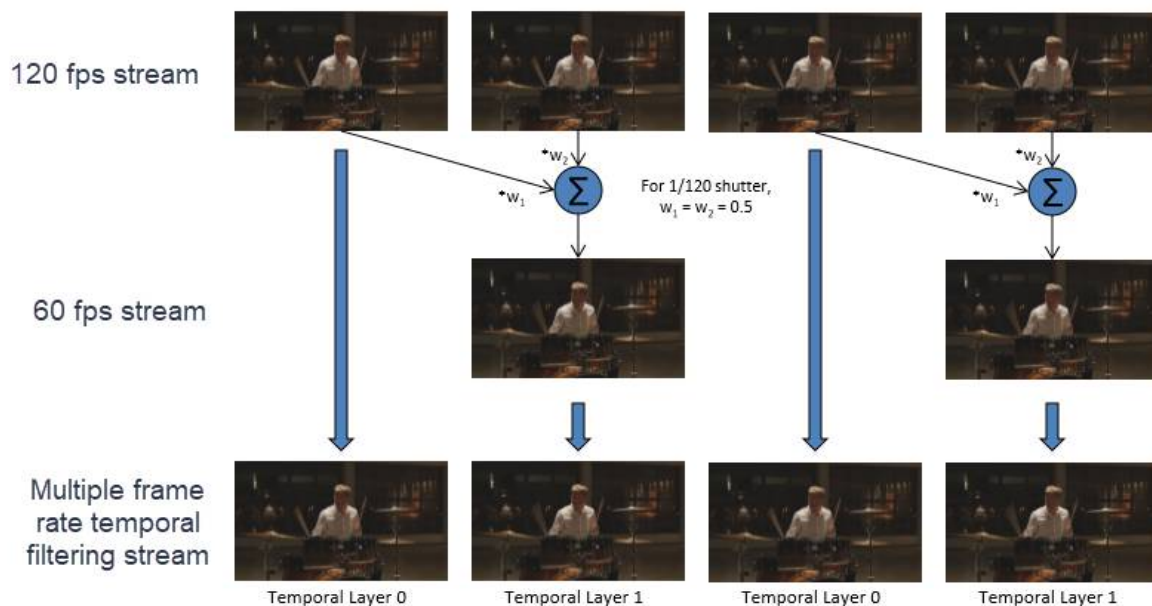 120 fps stream
*w₂
*w₂
Σ
Σ
*w₁
*w₁
For 1/120 shutter,
w₁ = w₂ = 0.5
60 fps stream
Multiple frame
rate temporal
filtering stream
Temporal Layer 0
Temporal Layer 1
Temporal Layer 0
Temporal Layer 1